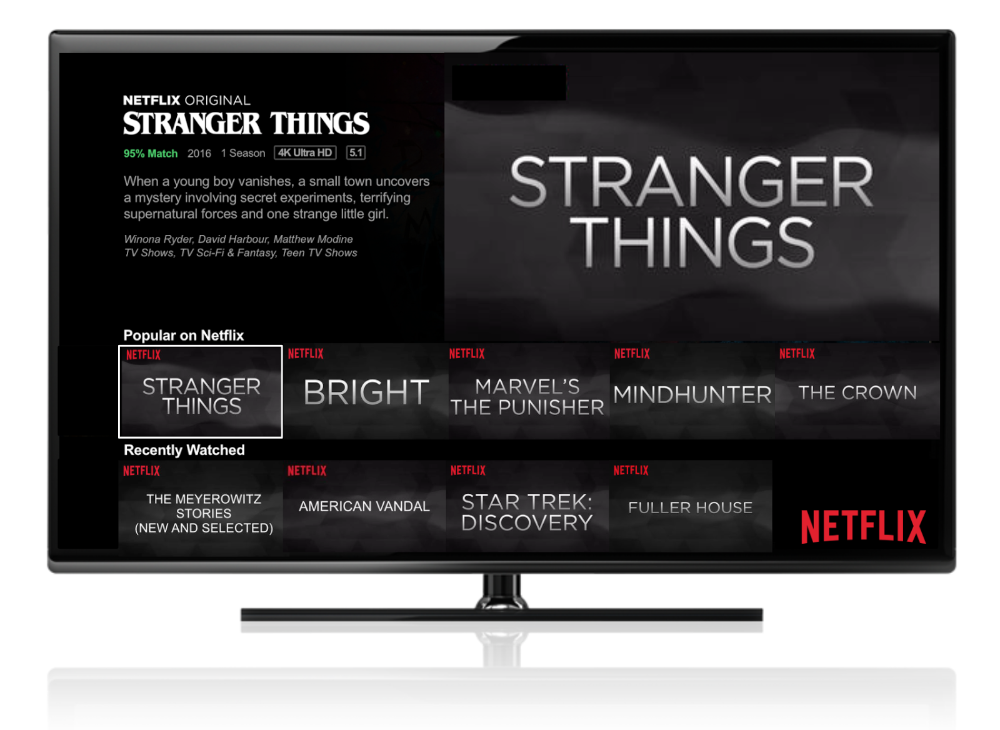 NETFLIX ORIGINAL
STRANGER THINGS
95% Match 2016 1 Season 4K Ultra HD 5.1
When a young boy vanishes, a small town uncovers
a mystery involving secret experiments, terrifying
supernatural forces and one strange little girl.
Winona Ryder, David Harbour, Matthew Modine
TV Shows, TV Sci-Fi & Fantasy, Teen TV Shows
STRANGER
THINGS
Popular on Netflix
NETFLIX
STRANGER
THINGS
NETFLIX
BRIGHT
NETFLIX
MARVEL'S
THE PUNISHER
NETFLIX
MINDHUNTER
NETFLIX
THE CROWN
Recently Watched
NETFLIX
THE MEYEROWITZ
STORIES
(NEW AND SELECTED)
NETFLIX
AMERICAN VANDAL
NETFLIX
STAR TREK:
DISCOVERY
NETFLIX
FULLER HOUSE
NETFLIX